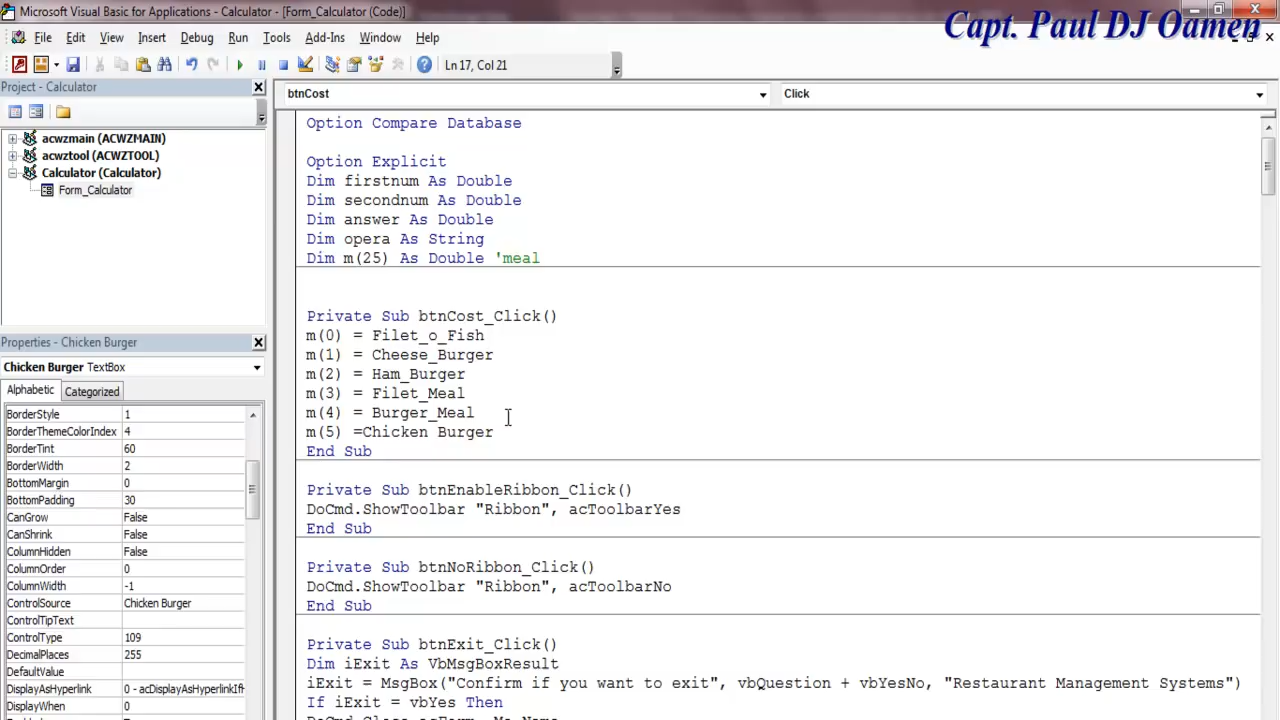 Microsoft Visual Basic for Applications - Calculator - [Form_Calculator (Code)]
Capt. Paul DJ Oamen
File Edit View Insert Format Debug Run Tools Add-Ins Window Help
Ln 17, Col 21
Project - Calculator
btnCost
Click
acwzmain (ACWZMAIN)
acwztool (ACWZTOOL)
Calculator (Calculator)
Form_Calculator
Properties - Chicken Burger
Chicken Burger TextBox
Alphabetic Categorized
BorderStyle 1
BorderThemeColorIndex 4
BorderTint 60
BorderWidth 2
BottomMargin 0
BottomPadding 30
CanGrow False
CanShrink False
ColumnHidden False
ColumnOrder 0
ColumnWidth -1
ControlSource Chicken Burger
ControlTipText
ControlType 109
DecimalPlaces 255
DefaultValue
DisplayAsHyperlink 0 - acDisplayAsHyperlinkIfH
DisplayWhen 0
Option Compare Database
Option Explicit
Dim firstnum As Double
Dim secondnum As Double
Dim answer As Double
Dim opera As String
Dim m(25) As Double 'meal
Private Sub btnCost_Click()
m(0) = Filet_o_Fish
m(1) = Cheese_Burger
m(2) = Ham_Burger
m(3) = Filet_Meal
m(4) = Burger_Meal
m(5) =Chicken Burger
End Sub
Private Sub btnEnableRibbon_Click()
DoCmd.ShowToolbar "Ribbon", acToolbarYes
End Sub
Private Sub btnNoRibbon_Click()
DoCmd.ShowToolbar "Ribbon", acToolbarNo
End Sub
Private Sub btnExit_Click()
Dim iExit As VbMsgBoxResult
iExit = MsgBox("Confirm if you want to exit", vbQuestion + vbYesNo, "Restaurant Management Systems")
If iExit = vbYes Then